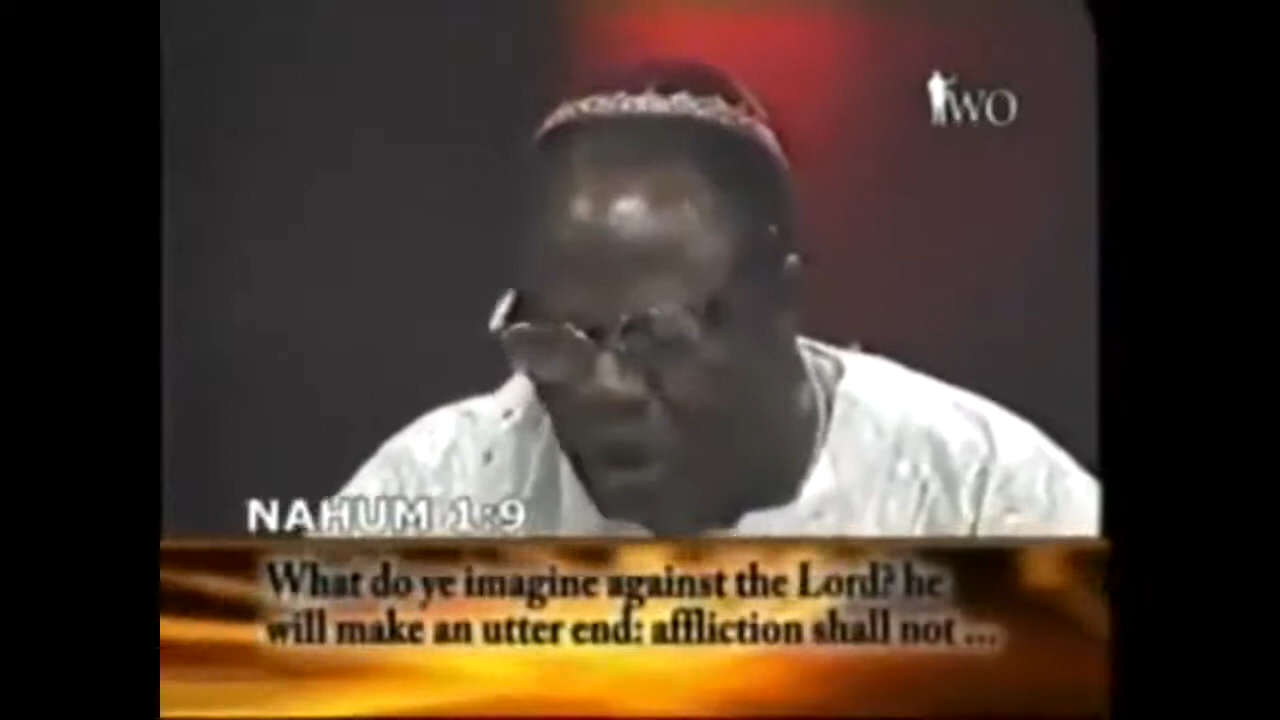 TWO
NAHUM 1:9
What do ye imagine against the Lord? he
will make an utter end: affliction shall not ...